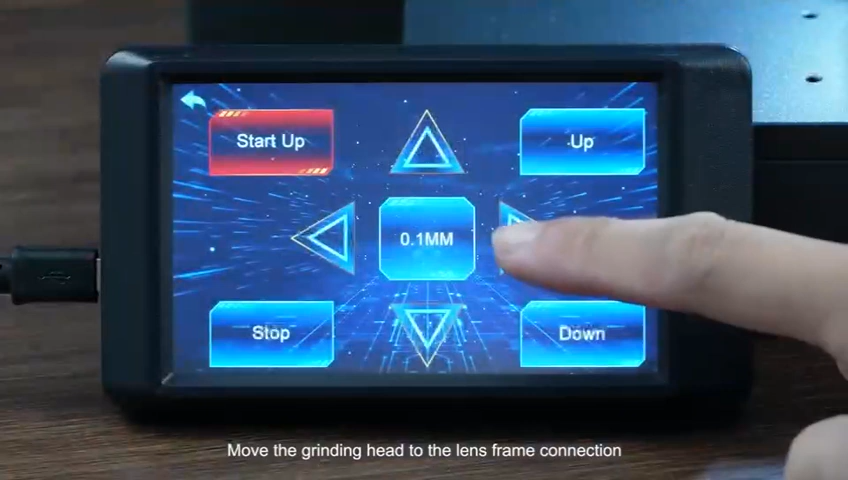 Start Up
Up
0.1MM
Stop
Down
Move the grinding head to the lens frame connection